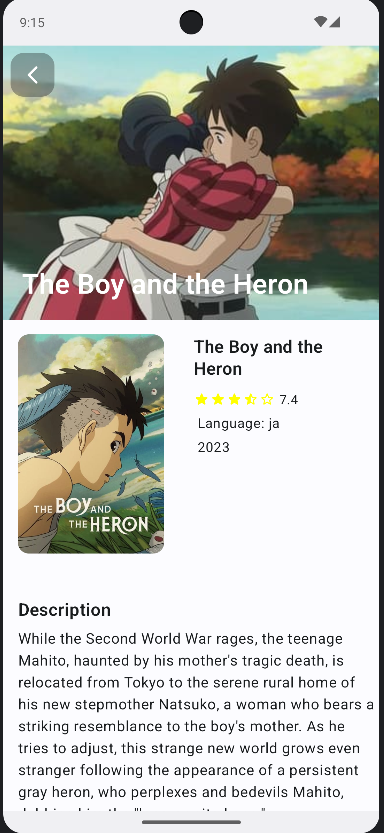 9:15
The Boy and the Heron
The Boy and the
Heron
7.4
Language: ja
2023
THE BOY AND
THE HERON
Description
While the Second World War rages, the teenage
Mahito, haunted by his mother's tragic death, is
relocated from Tokyo to the serene rural home of
his new stepmother Natsuko, a woman who bears a
striking resemblance to the boy's mother. As he
tries to adjust, this strange new world grows even
stranger following the appearance of a persistent
gray heron, who perplexes and bedevils Mahito,